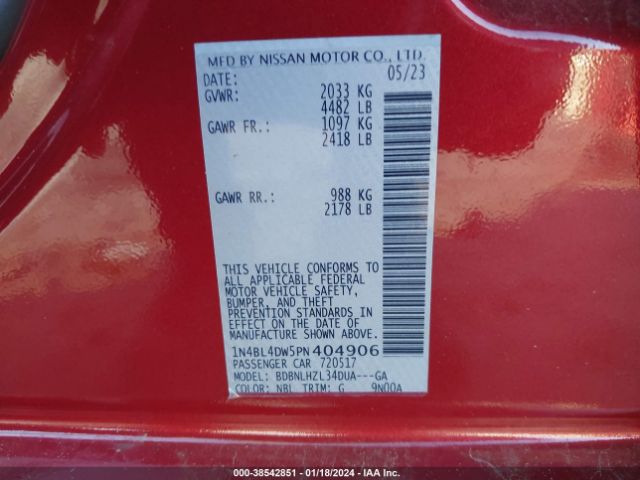 MFD BY NISSAN MOTOR CO., LTD.
DATE: 05/23
GVWR: 2033 KG
4482 LB
GAWR FR.: 1097 KG
2418 LB
GAWR RR.: 988 KG
2178 LB
THIS VEHICLE CONFORMS TO
ALL APPLICABLE FEDERAL
MOTOR VEHICLE SAFETY,
BUMPER, AND THEFT
PREVENTION STANDARDS
IN EFFECT ON THE DATE OF
MANUFACTURE SHOWN ABOVE.
1N4BL4DW5PN404906
PASSENGER CAR 720517
MODEL: BDBNLHZL34DUA---GA
COLOR: NBL TRIM: G 9N00A
000-38542851 - 01/18/2024 - IAA Inc.